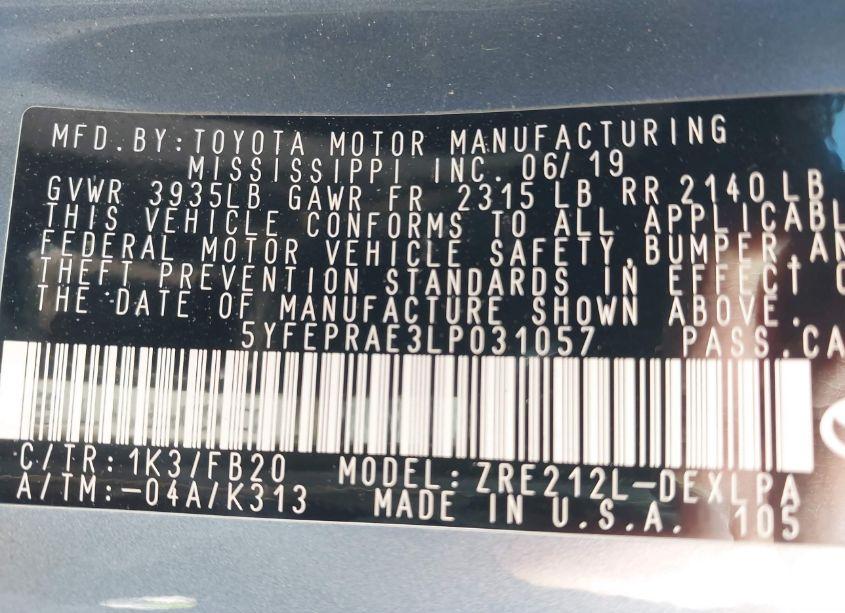 MFD.BY:TOYOTA MOTOR MANUFACTURING
MISSISSIPPI INC. 06/19
GVWR 3935LB GAWR FR 2315LB RR 2140LB
THIS VEHICLE CONFORMS TO ALL APPLICABL
FEDERAL MOTOR VEHICLE SAFETY,BUMPER,AN
THEFT PREVENTION STANDARDS IN EFFECT O
THE DATE OF MANUFACTURE SHOWN ABOVE.
5YFEPRAE3LP031057 PASS.CA
C/TR:1K3/FB20 MODEL:ZRE212L-DEXLPA
A/TM:-04A/K313 MADE IN U.S.A. 105